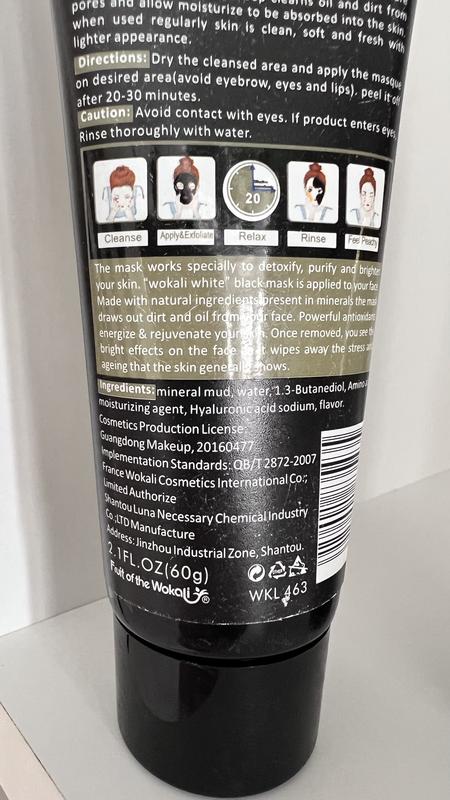 pores and allow moisturize to be absorbed into the skin.
when used regularly skin is clean, soft and fresh with
lighter appearance.
Directions: Dry the cleansed area and apply the masque
on desired area(avoid eyebrow, eyes and lips). peel it off
after 20-30 minutes.
Caution: Avoid contact with eyes. If product enters eyes,
Rinse thoroughly with water.
20
Cleanse Apply&Exfoliate Relax Rinse Feel Peachy
The mask works specially to detoxify, purify and brighten
your skin. "wokali white" black mask is applied to your face
Made with natural ingredients present in minerals the mask
draws out dirt and oil from your face. Powerful antioxidants
energize & rejuvenate your skin. Once removed, you see the
bright effects on the face wipes away the stress
ageing that the skin generally shows.
Ingredients: mineral mud, water, 1.3-Butanediol, Amino
moisturizing agent, Hyaluronic acid sodium, flavor.
Cosmetics Production License:
Guangdong Makeup, 20160477
Implementation Standards: QB/T 2872-2007
France Wokali Cosmetics International Co.;
Limited Authorize
Shantou Luna Necessary Chemical Industry
Co.;LTD Manufacture
Address: Jinzhou Industrial Zone, Shantou.
2.1FL.OZ(60g)
Fruit of the Wokali ®
WKL 463